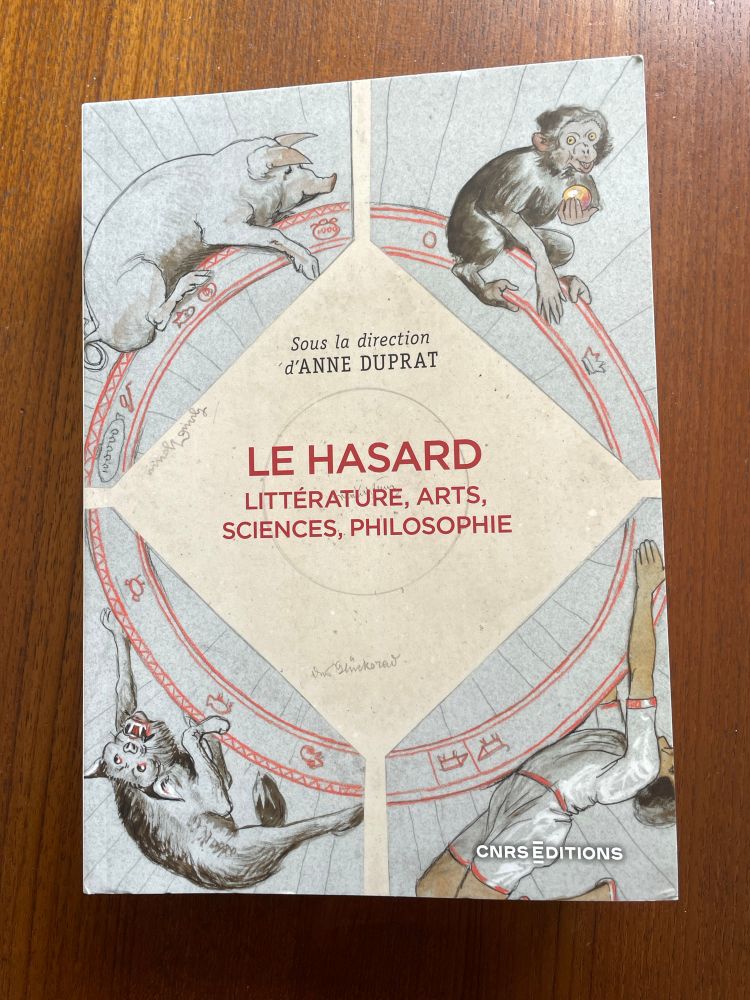 Sous la direction
d'ANNE DUPRAT
LE HASARD
LITTÉRATURE, ARTS,
SCIENCES, PHILOSOPHIE
CNRS ÉDITIONS